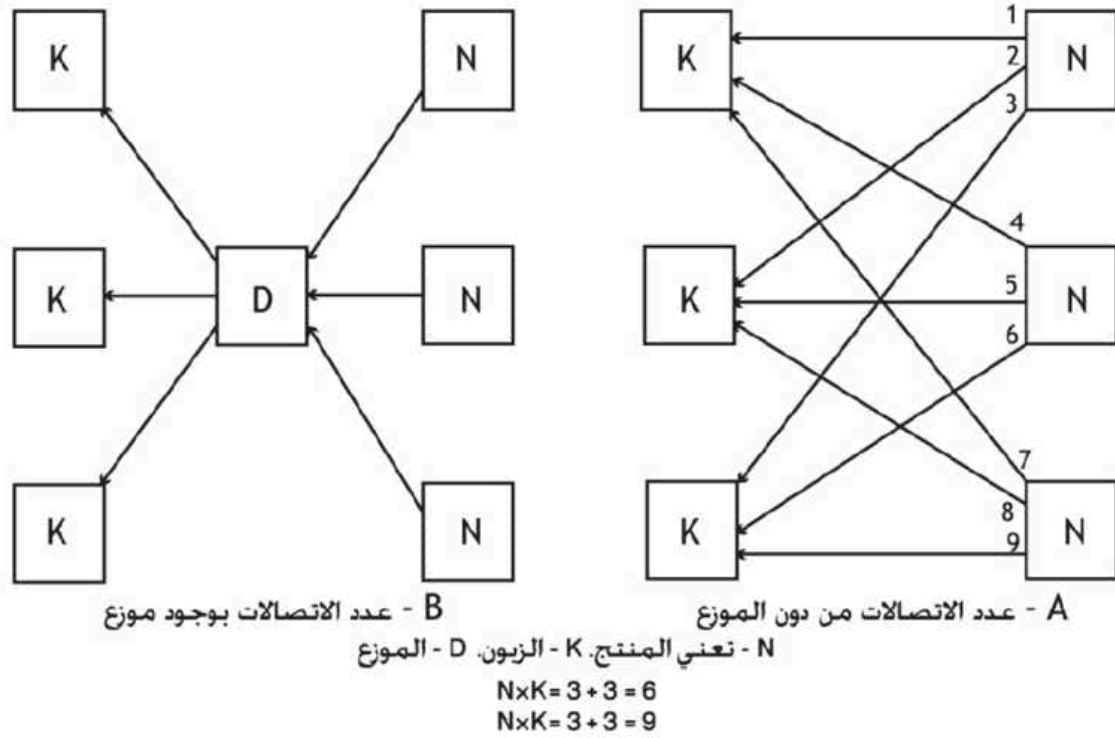 1
K N
2
3
4
K 5 N
6
7
K 8 N
9
K N
K D N
K N
A - عدد الاتصالات من دون الموزع
B - عدد الاتصالات بوجود موزع
N - تعني المنتج. K - الزبون. D - الموزع
N×K= 3 + 3 = 6
N×K= 3 + 3 = 9